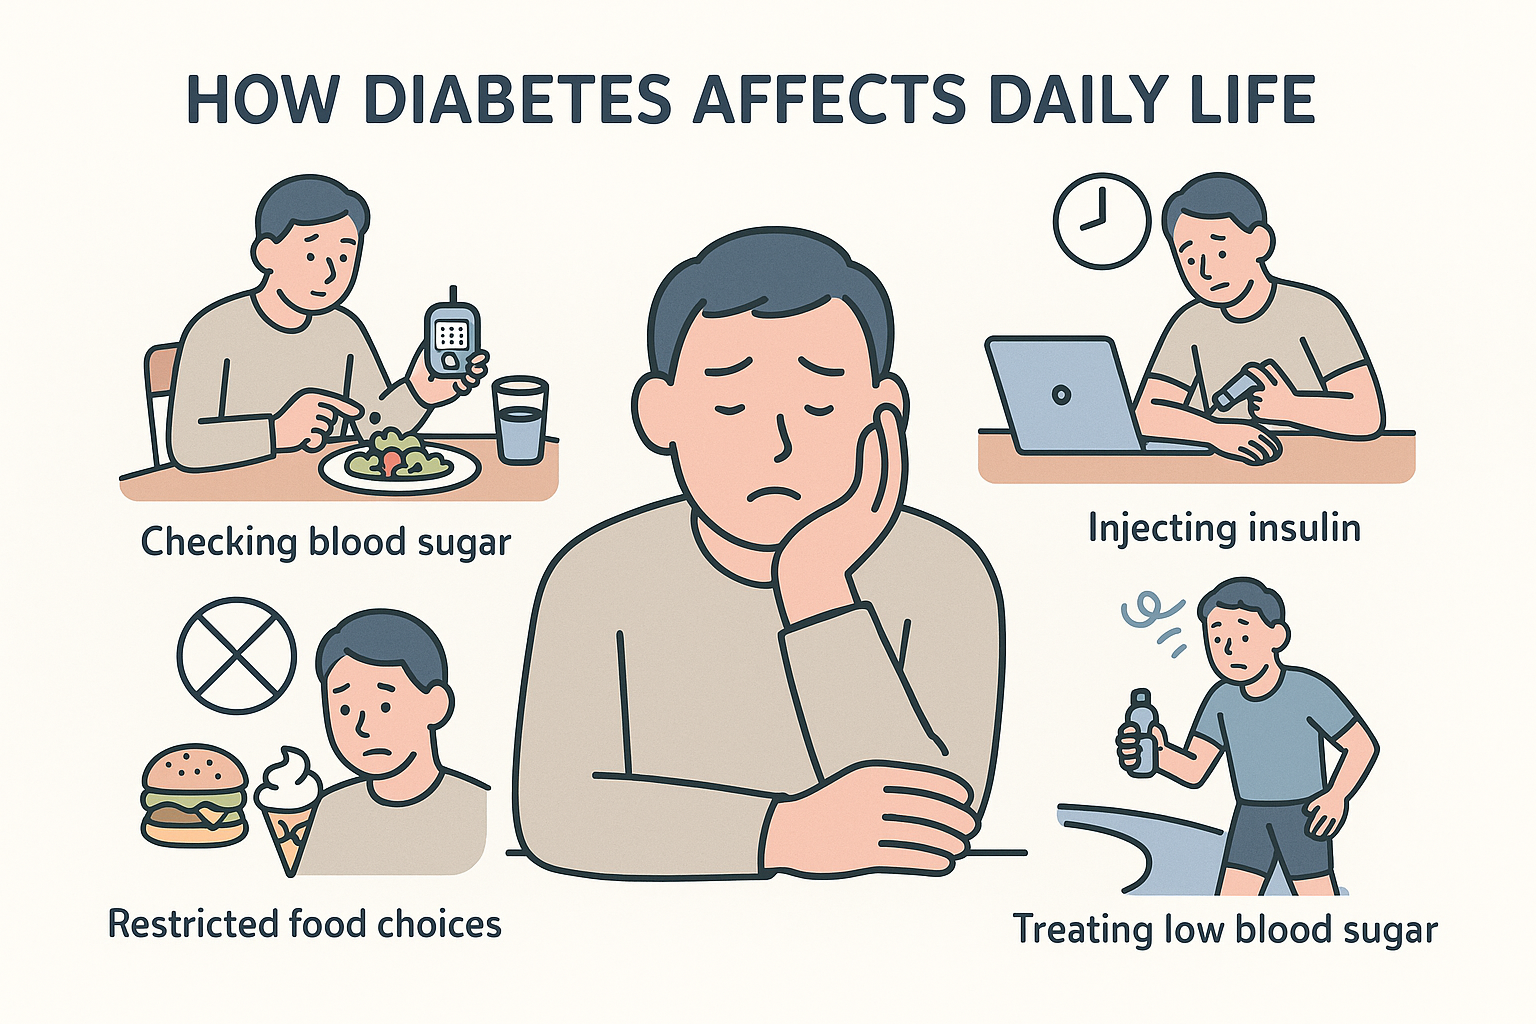 HOW DIABETES AFFECTS DAILY LIFE
Checking blood sugar
Injecting insulin
Restricted food choices
Treating low blood sugar